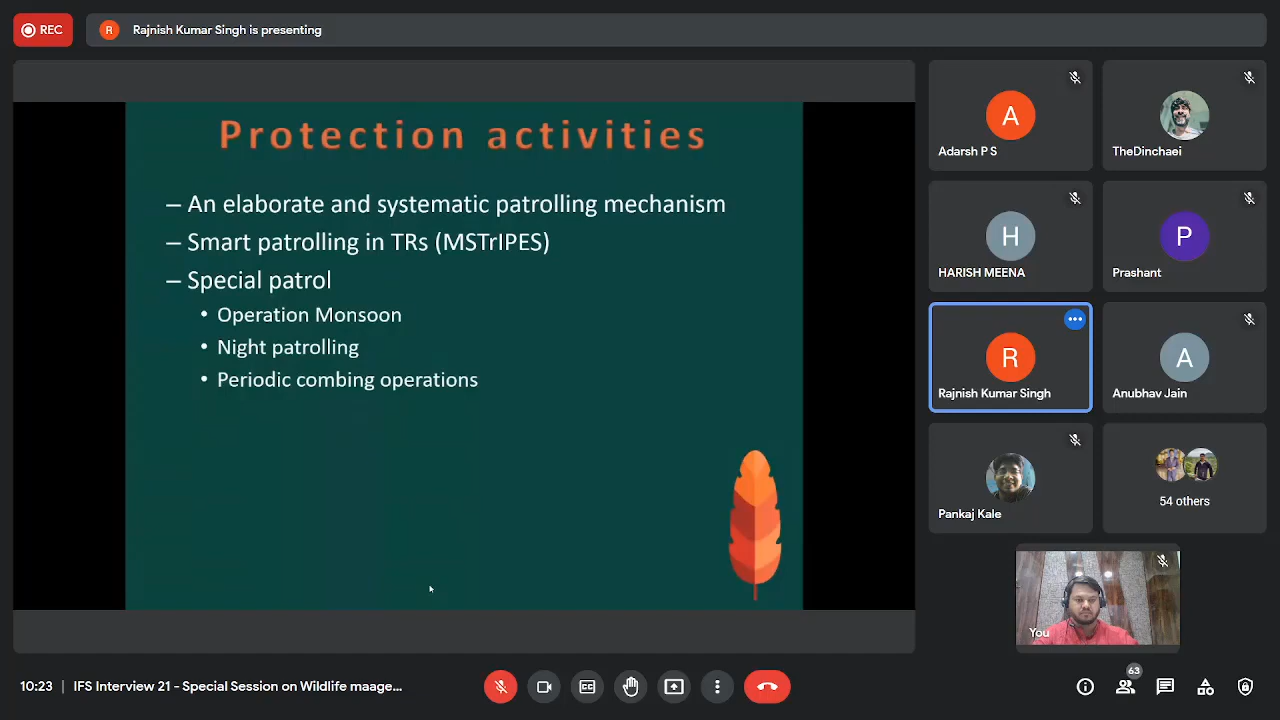 REC
R
Rajnish Kumar Singh is presenting
Protection activities
– An elaborate and systematic patrolling mechanism
– Smart patrolling in TRs (MSTrIPES)
– Special patrol
• Operation Monsoon
• Night patrolling
• Periodic combing operations
A
Adarsh P S
TheDinchaei
H
HARISH MEENA
P
Prashant
R
Rajnish Kumar Singh
A
Anubhav Jain
Pankaj Kale
54 others
You
10:23 | IFS Interview 21 - Special Session on Wildlife maage...
63